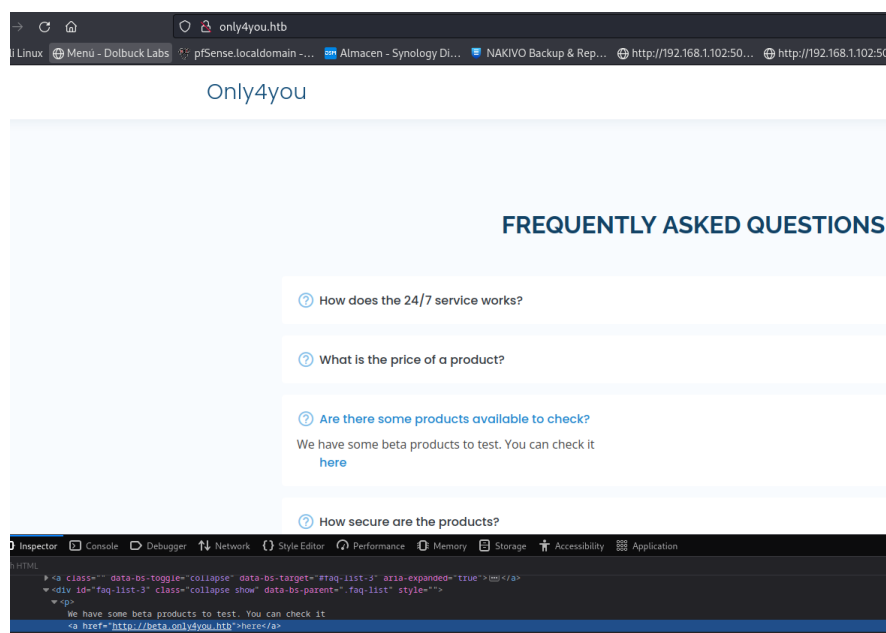 only4you.htb
li Linux Menú - Dolbuck Labs pfSense.localdomain -... Almacen - Synology Di... NAKIVO Backup & Rep... http://192.168.1.102:50... http://192.168.1.102:50
Only4you
FREQUENTLY ASKED QUESTIONS
How does the 24/7 service works?
What is the price of a product?
Are there some products available to check?
We have some beta products to test. You can check it
here
How secure are the products?
Inspector Console Debugger Network Style Editor Performance Memory Storage Accessibility Application
h HTML
<a class="" data-bs-toggle="collapse" data-bs-target="#faq-list-3" aria-expanded="true"></a>
<div id="faq-list-3" class="collapse show" data-bs-parent=".faq-list" style="">
<p>
We have some beta products to test. You can check it
<a href="http://beta.only4you.htb">here</a>